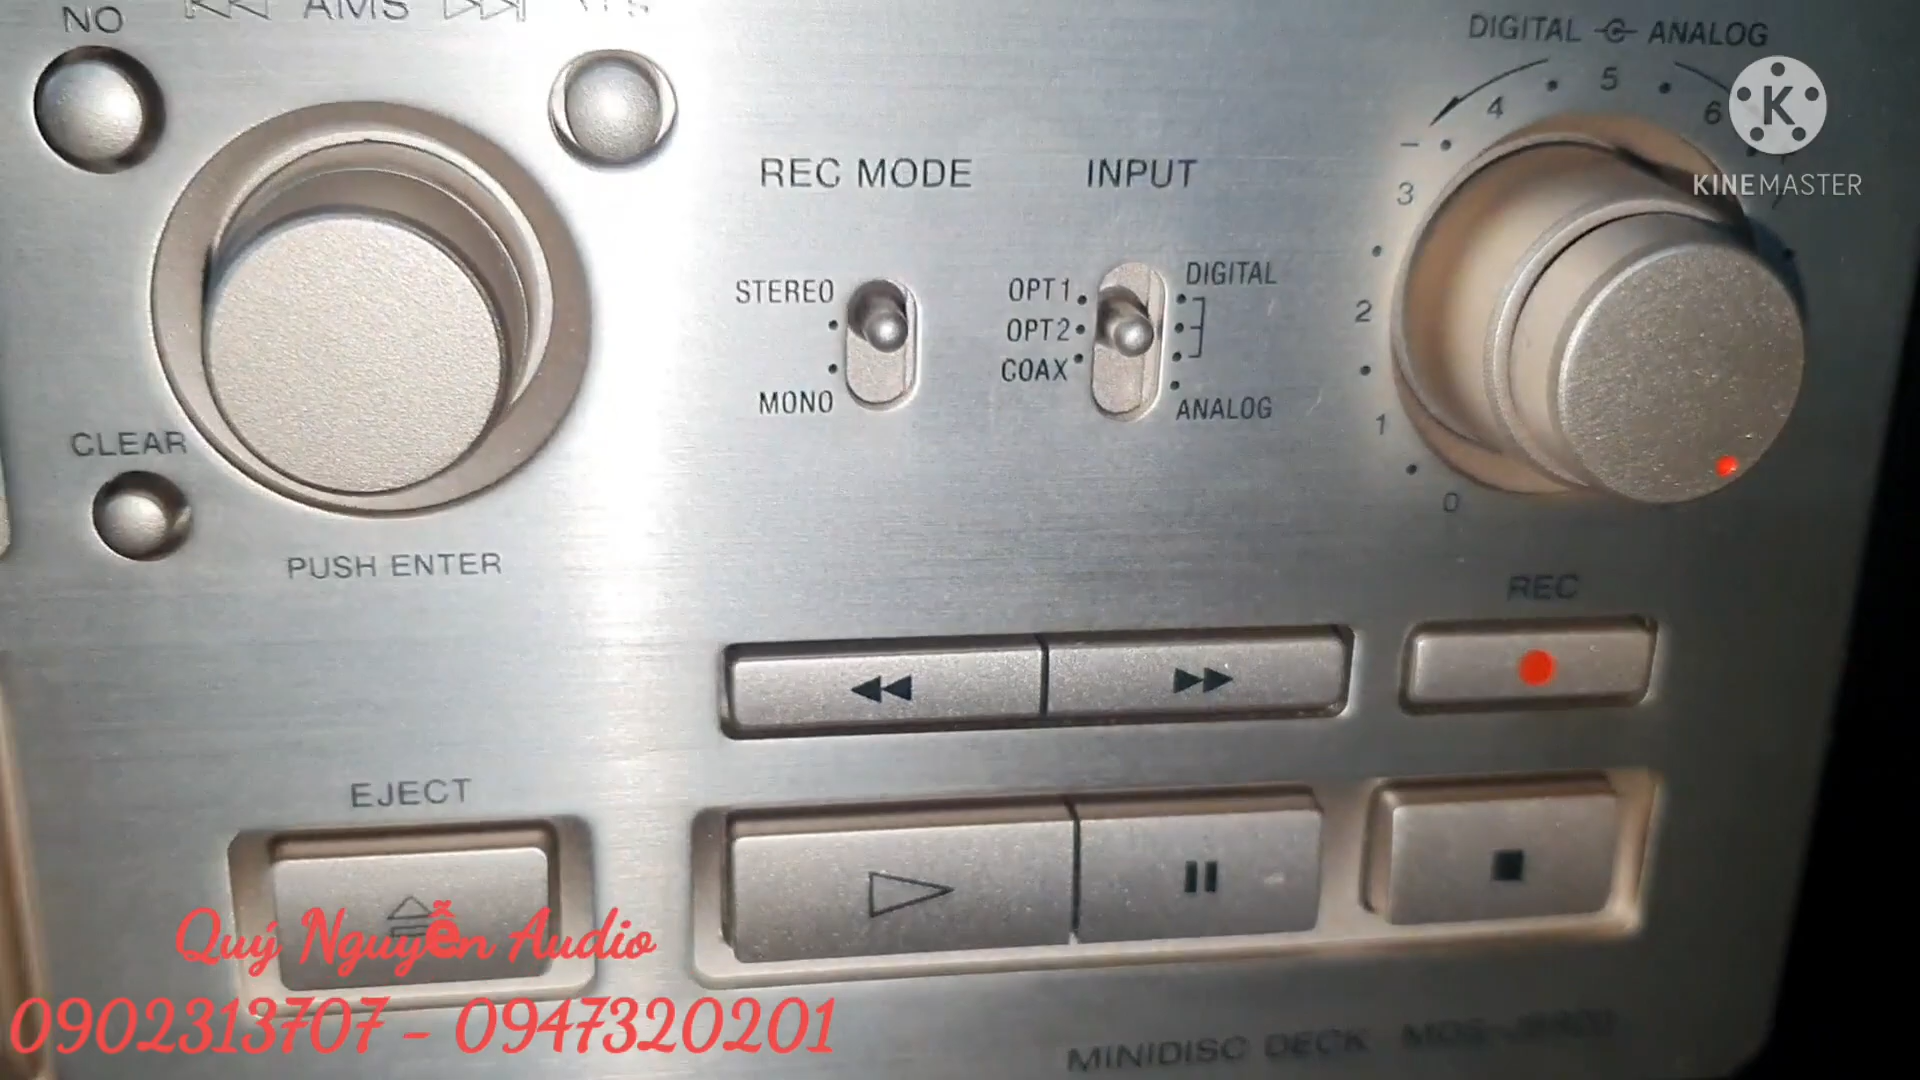 NO
AMS
DIGITAL ANALOG
4 5 6
3
2
1
0
K
KINEMASTER
REC MODE
STEREO
MONO
INPUT
OPT1
OPT2
COAX
DIGITAL
ANALOG
CLEAR
PUSH ENTER
REC
EJECT
Quý Nguyễn Audio
0902313707 - 0947320201
MINIDISC DECK